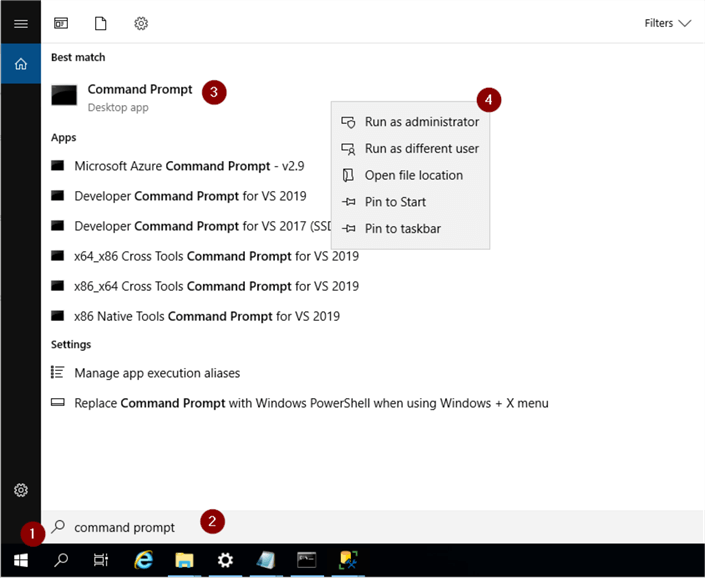 Filters
Best match
Command Prompt
3
Desktop app
4
Run as administrator
Run as different user
Open file location
Pin to Start
Pin to taskbar
Apps
Microsoft Azure Command Prompt - v2.9
Developer Command Prompt for VS 2019
Developer Command Prompt for VS 2017 (SSD
x64_x86 Cross Tools Command Prompt for VS 2019
x86_x64 Cross Tools Command Prompt for VS 2019
x86 Native Tools Command Prompt for VS 2019
Settings
Manage app execution aliases
Replace Command Prompt with Windows PowerShell when using Windows + X menu
1
command prompt
2